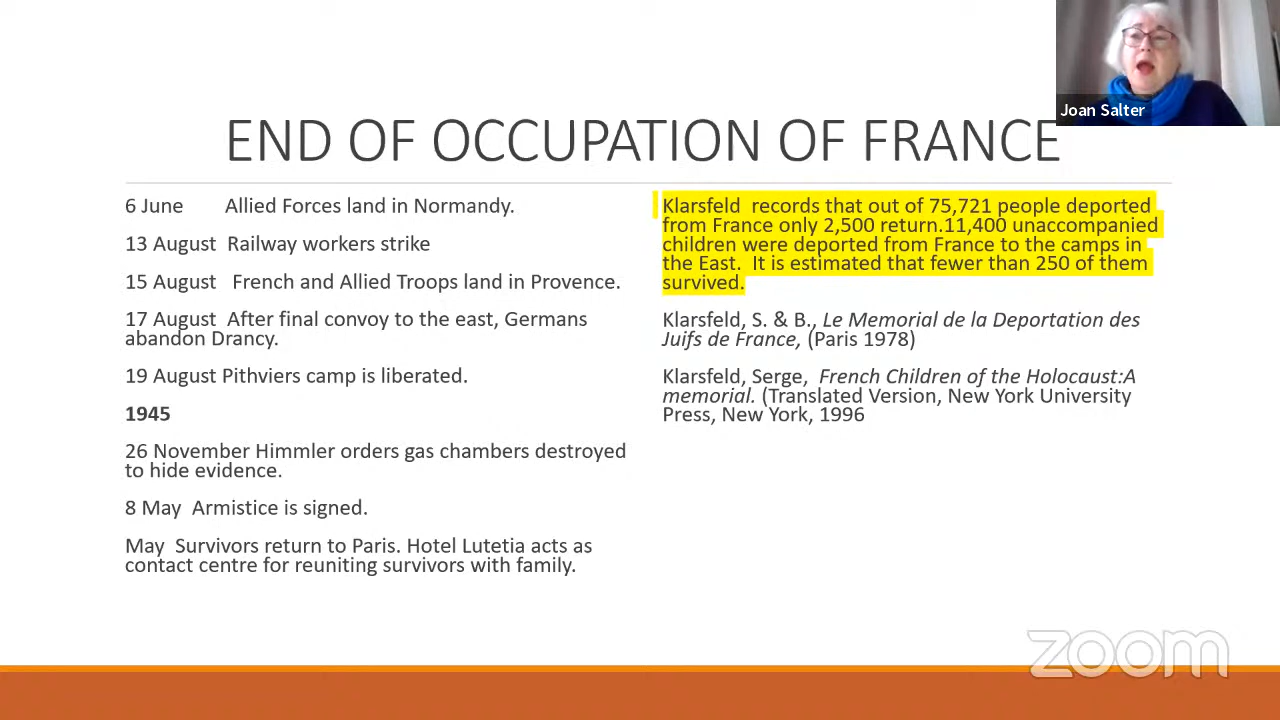 Joan Salter
END OF OCCUPATION OF FRANCE
6 June Allied Forces land in Normandy.
13 August Railway workers strike
15 August French and Allied Troops land in Provence.
17 August After final convoy to the east, Germans
abandon Drancy.
19 August Pithviers camp is liberated.
1945
26 November Himmler orders gas chambers destroyed
to hide evidence.
8 May Armistice is signed.
May Survivors return to Paris. Hotel Lutetia acts as
contact centre for reuniting survivors with family.
Klarsfeld records that out of 75,721 people deported
from France only 2,500 return.11,400 unaccompanied
children were deported from France to the camps in
the East. It is estimated that fewer than 250 of them
survived.
Klarsfeld, S. & B., Le Memorial de la Deportation des
Juifs de France, (Paris 1978)
Klarsfeld, Serge, French Children of the Holocaust:A
memorial. (Translated Version, New York University
Press, New York, 1996
zoom